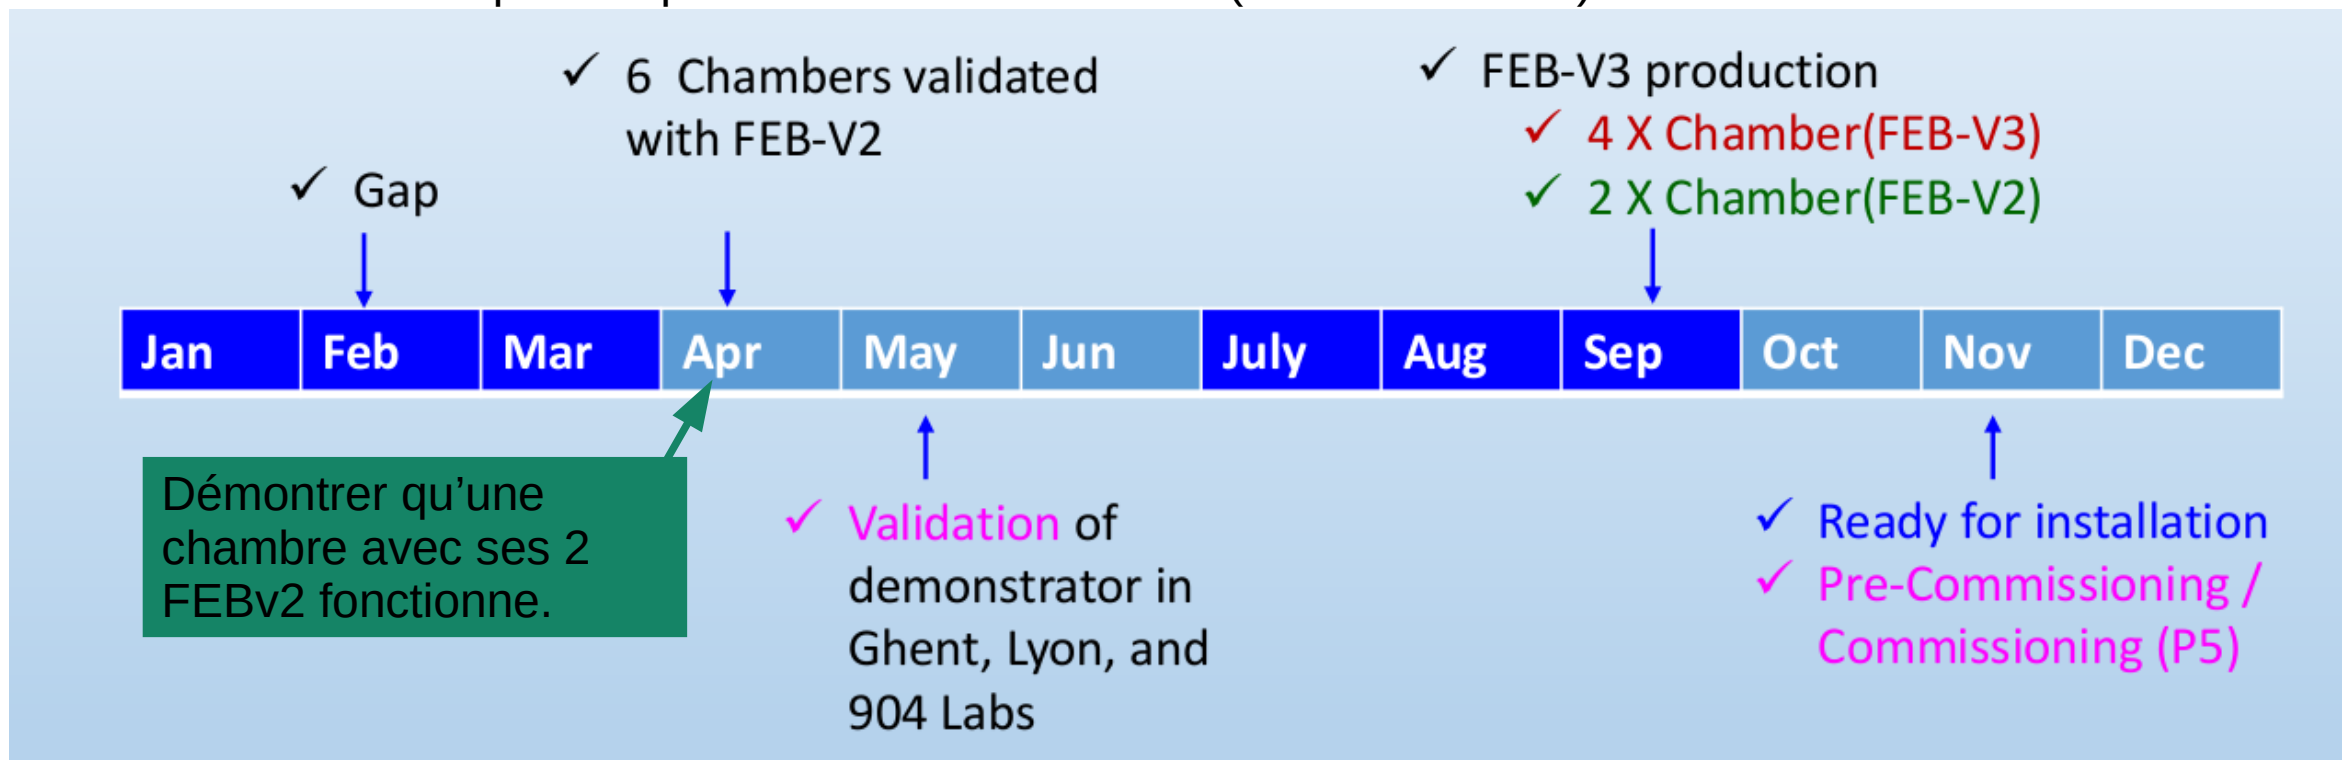 ✓ 6 Chambers validated
with FEB-V2
✓ Gap
✓ FEB-V3 production
✓ 4 X Chamber(FEB-V3)
✓ 2 X Chamber(FEB-V2)
Jan Feb Mar Apr May Jun July Aug Sep Oct Nov Dec
Démontrer qu’une
chambre avec ses 2
FEBv2 fonctionne.
✓ Validation of
demonstrator in
Ghent, Lyon, and
904 Labs
✓ Ready for installation
✓ Pre-Commissioning /
Commissioning (P5)